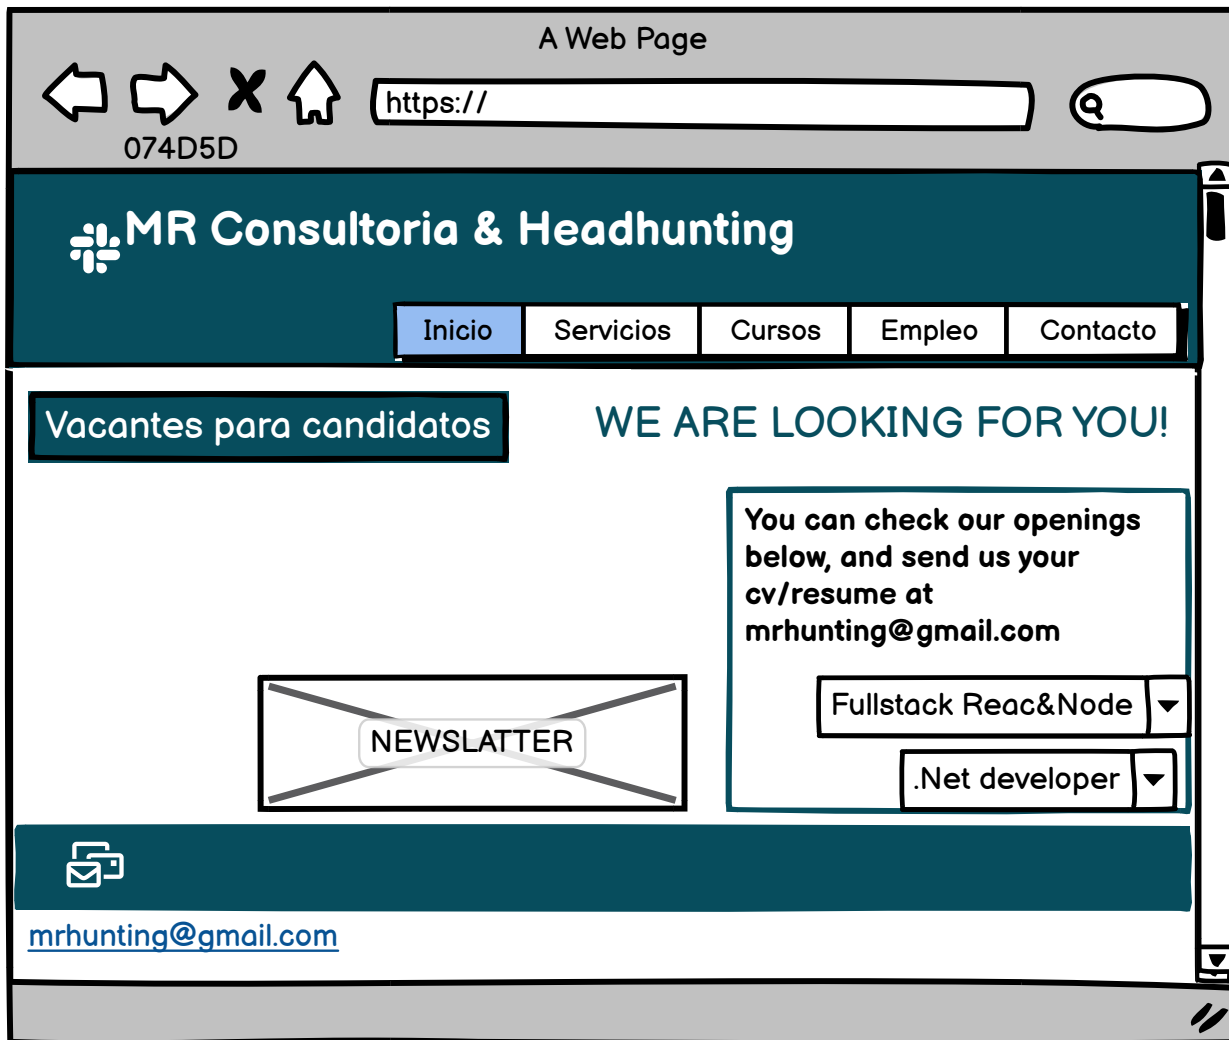 A Web Page
https://
074D5D
MR Consultoria & Headhunting
Inicio Servicios Cursos Empleo Contacto
Vacantes para candidatos
WE ARE LOOKING FOR YOU!
You can check our openings
below, and send us your
cv/resume at
mrhunting@gmail.com
Fullstack Reac&Node
NEWSLATTER
.Net developer
mrhunting@gmail.com